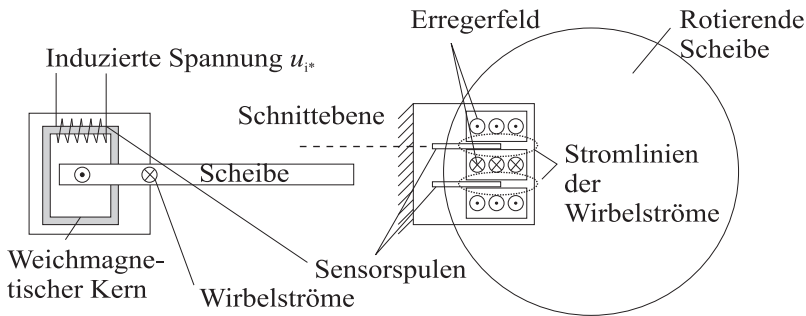 Induzierte Spannung u_i*
Scheibe
Weichmagne-
tischer Kern
Wirbelströme
Sensorspulen
Schnittebene
Erregerfeld
Rotierende
Scheibe
Stromlinien
der
Wirbelströme